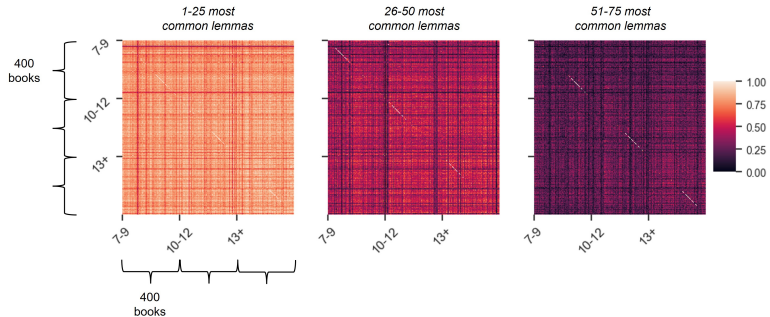 1-25 most
common lemmas
26-50 most
common lemmas
51-75 most
common lemmas
400
books
7-9
10-12
13+
7-9
10-12
13+
7-9
10-12
13+
7-9
10-12
13+
1.00
0.75
0.50
0.25
0.00
400
books